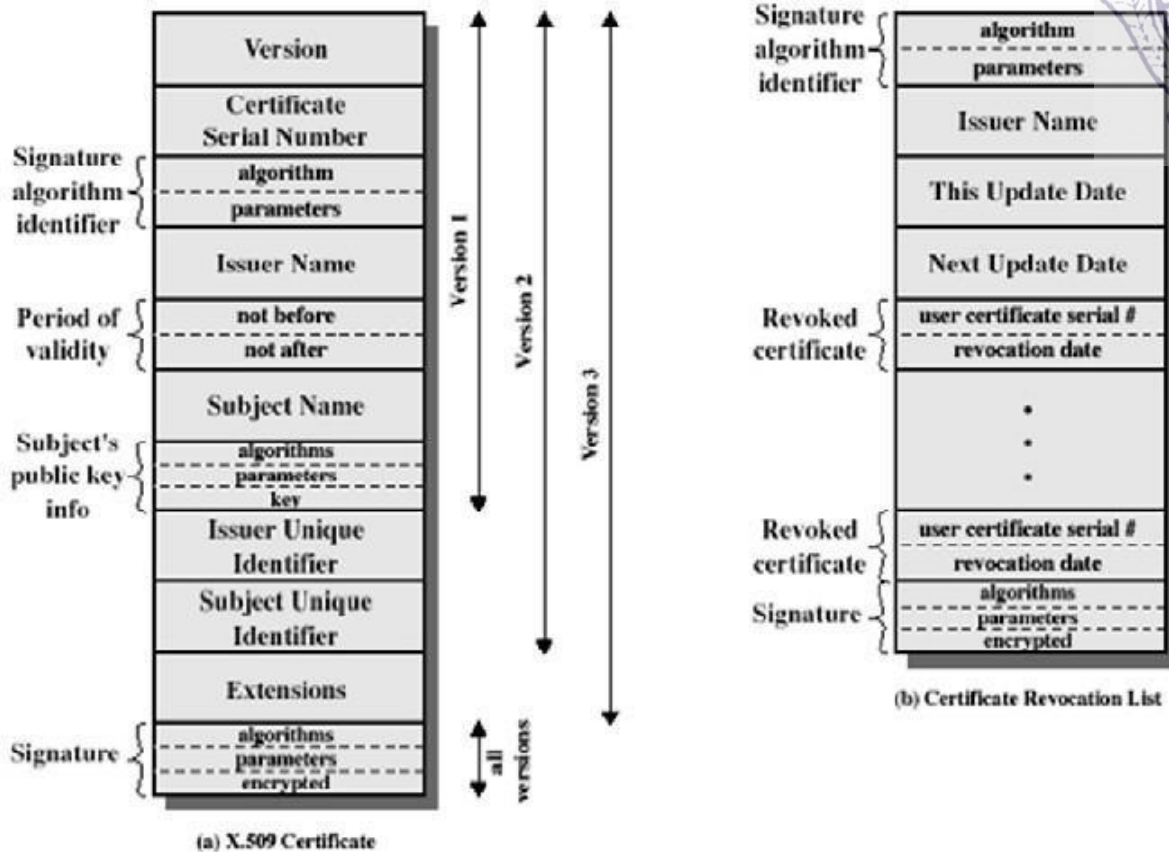 Version
Certificate
Serial Number
Signature
algorithm
identifier
algorithm
parameters
Issuer Name
Period of
validity
not before
not after
Subject Name
Subject's
public key
info
algorithms
parameters
key
Issuer Unique
Identifier
Subject Unique
Identifier
Extensions
Signature
algorithms
parameters
encrypted
Version 1
Version 2
Version 3
all
versions
(a) X.509 Certificate
Signature
algorithm
identifier
algorithm
parameters
Issuer Name
This Update Date
Next Update Date
Revoked
certificate
user certificate serial #
revocation date
Revoked
certificate
user certificate serial #
revocation date
Signature
algorithms
parameters
encrypted
(b) Certificate Revocation List